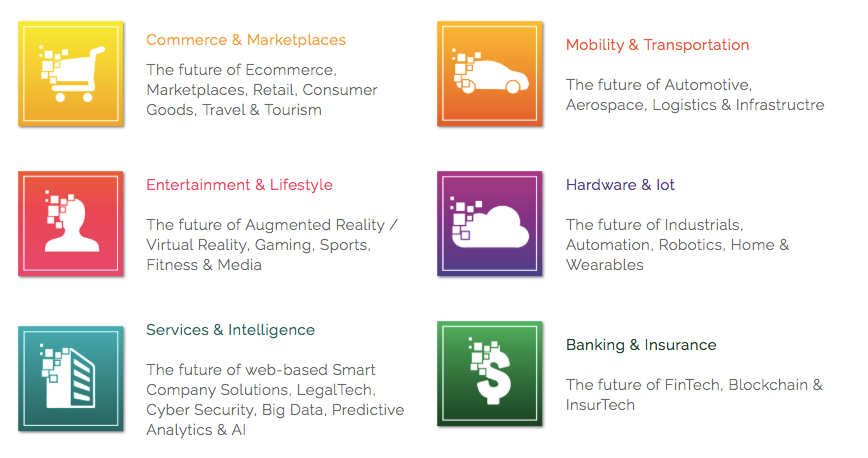 Commerce & Marketplaces
The future of Ecommerce,
Marketplaces, Retail, Consumer
Goods, Travel & Tourism
Mobility & Transportation
The future of Automotive,
Aerospace, Logistics & Infrastructre
Entertainment & Lifestyle
The future of Augmented Reality /
Virtual Reality, Gaming, Sports,
Fitness & Media
Hardware & Iot
The future of Industrials,
Automation, Robotics, Home &
Wearables
Services & Intelligence
The future of web-based Smart
Company Solutions, LegalTech,
Cyber Security, Big Data, Predictive
Analytics & AI
Banking & Insurance
The future of FinTech, Blockchain &
InsurTech